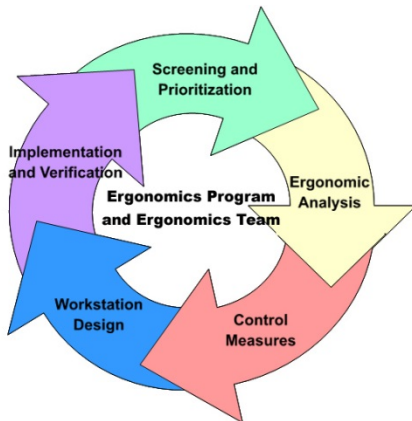 Screening and
Prioritization
Ergonomic
Analysis
Control
Measures
Workstation
Design
Implementation
and Verification
Ergonomics Program
and Ergonomics Team